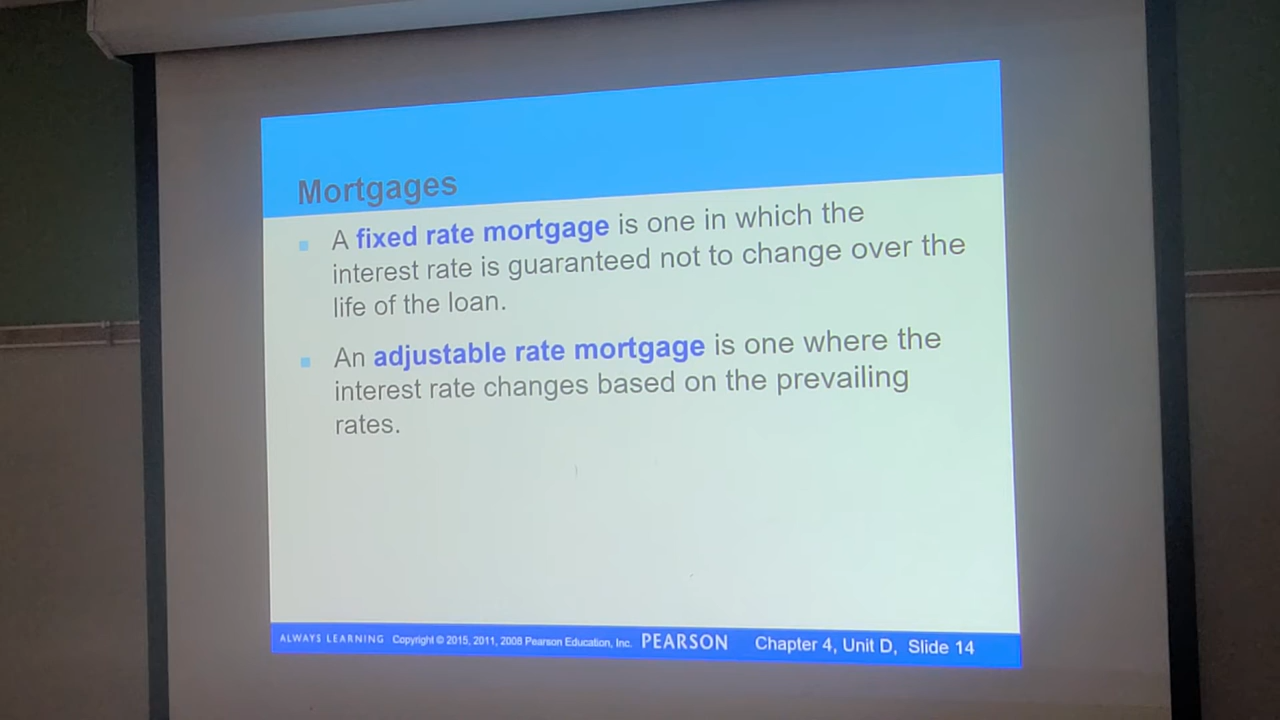 Mortgages
A fixed rate mortgage is one in which the
interest rate is guaranteed not to change over the
life of the loan.
An adjustable rate mortgage is one where the
interest rate changes based on the prevailing
rates.
ALWAYS LEARNING Copyright © 2015, 2011, 2008 Pearson Education, Inc. PEARSON Chapter 4, Unit D, Slide 14